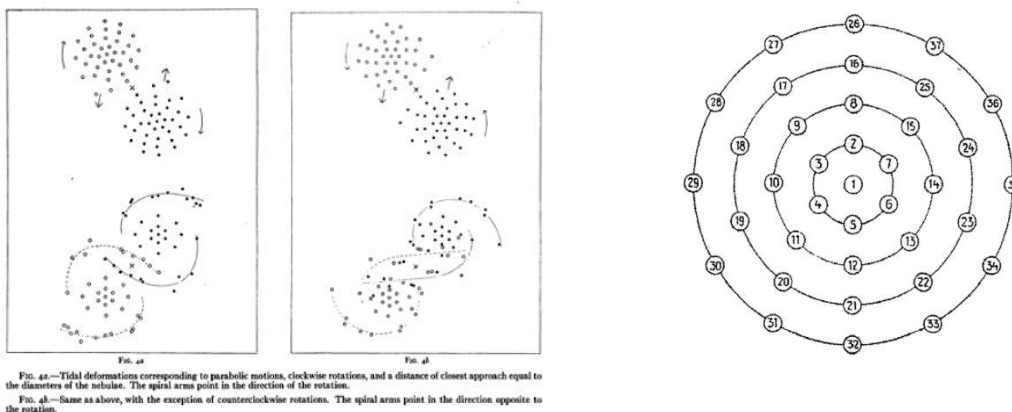 FIG. 4a
FIG. 4b
FIG. 4a.—Tidal deformations corresponding to parabolic motions, clockwise rotations, and a distance of closest approach equal to
the diameters of the nebulae. The spiral arms point in the direction of the rotation.
FIG. 4b.—Same as above, with the exception of counterclockwise rotations. The spiral arms point in the direction opposite to
the rotation.
26
27 37
16
17 25
28 36
8
9 15
18 24
2
3 7
29 10 1 14
4 6
19 5 23
11 13
30 12 34
20 22
21
31 33
32